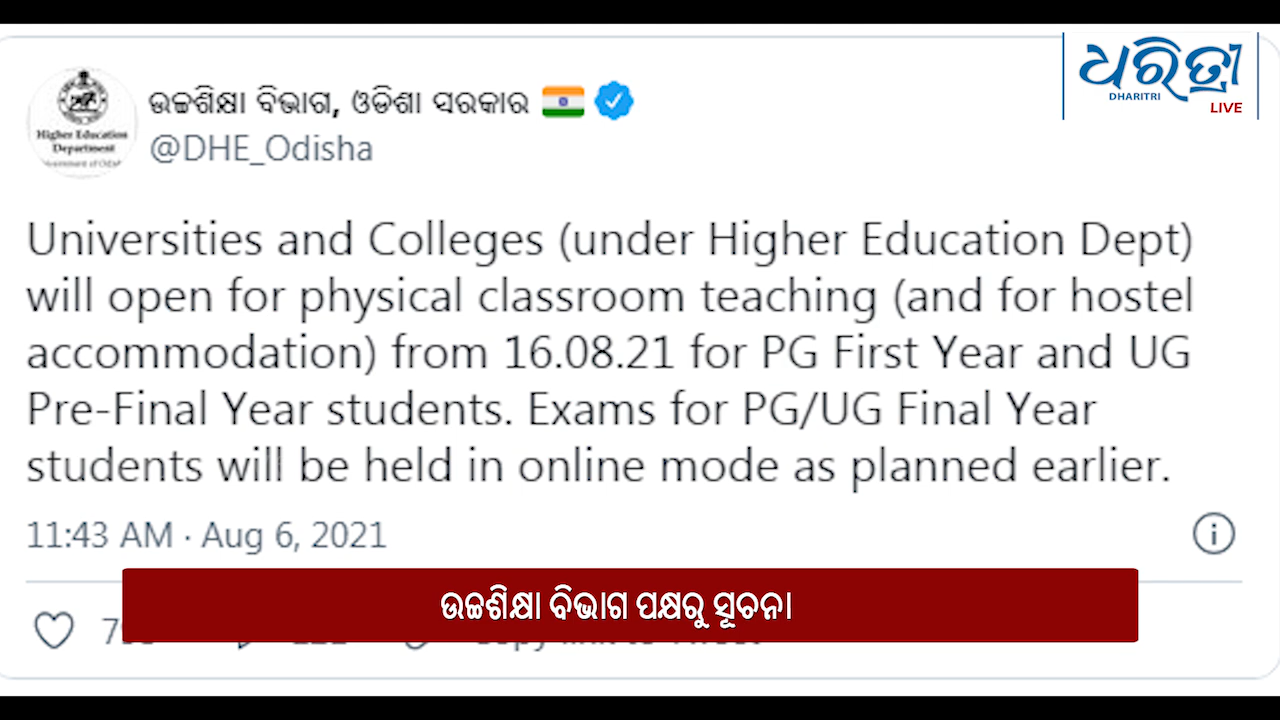 ଧରିତ୍ରୀ
DHARITRI
LIVE
ଉଚ୍ଚଶିକ୍ଷା ବିଭାଗ, ଓଡିଶା ସରକାର
@DHE_Odisha
Higher Education
Department
Universities and Colleges (under Higher Education Dept)
will open for physical classroom teaching (and for hostel
accommodation) from 16.08.21 for PG First Year and UG
Pre-Final Year students. Exams for PG/UG Final Year
students will be held in online mode as planned earlier.
11:43 AM · Aug 6, 2021
ଉଚ୍ଚଶିକ୍ଷା ବିଭାଗ ପକ୍ଷରୁ ସୂଚନା